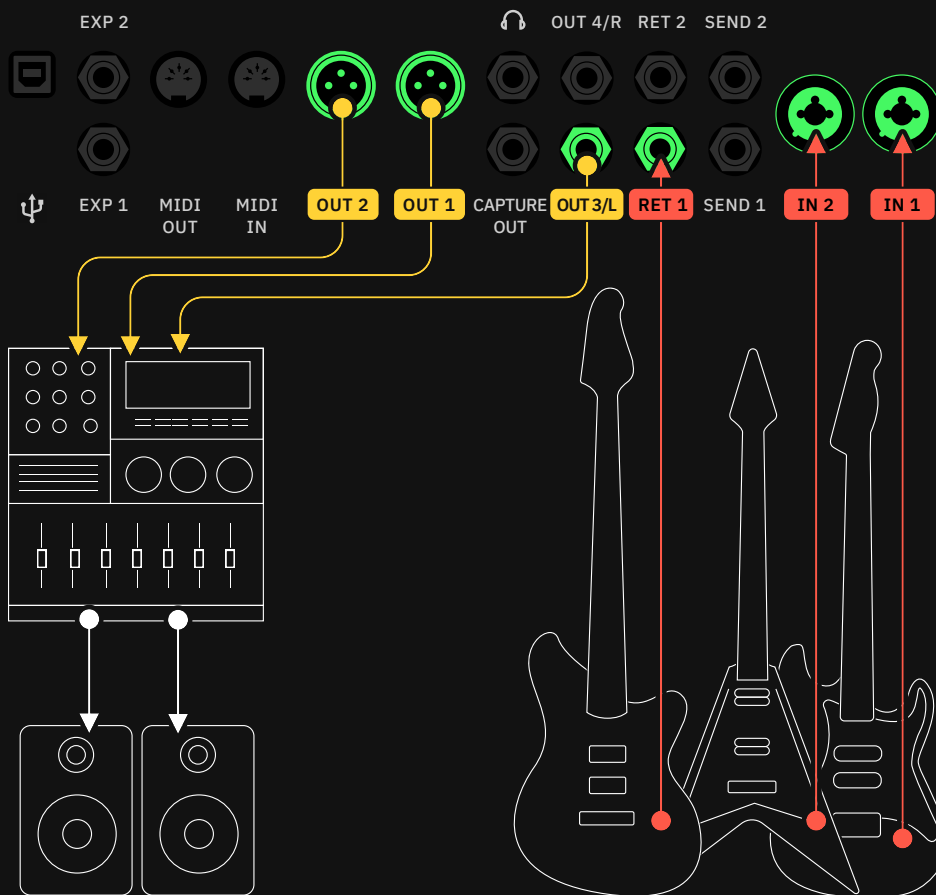 EXP 2
OUT 4/R
RET 2
SEND 2
EXP 1
MIDI
OUT
MIDI
IN
OUT 2
OUT 1
CAPTURE
OUT
OUT 3/L
RET 1
SEND 1
IN 2
IN 1